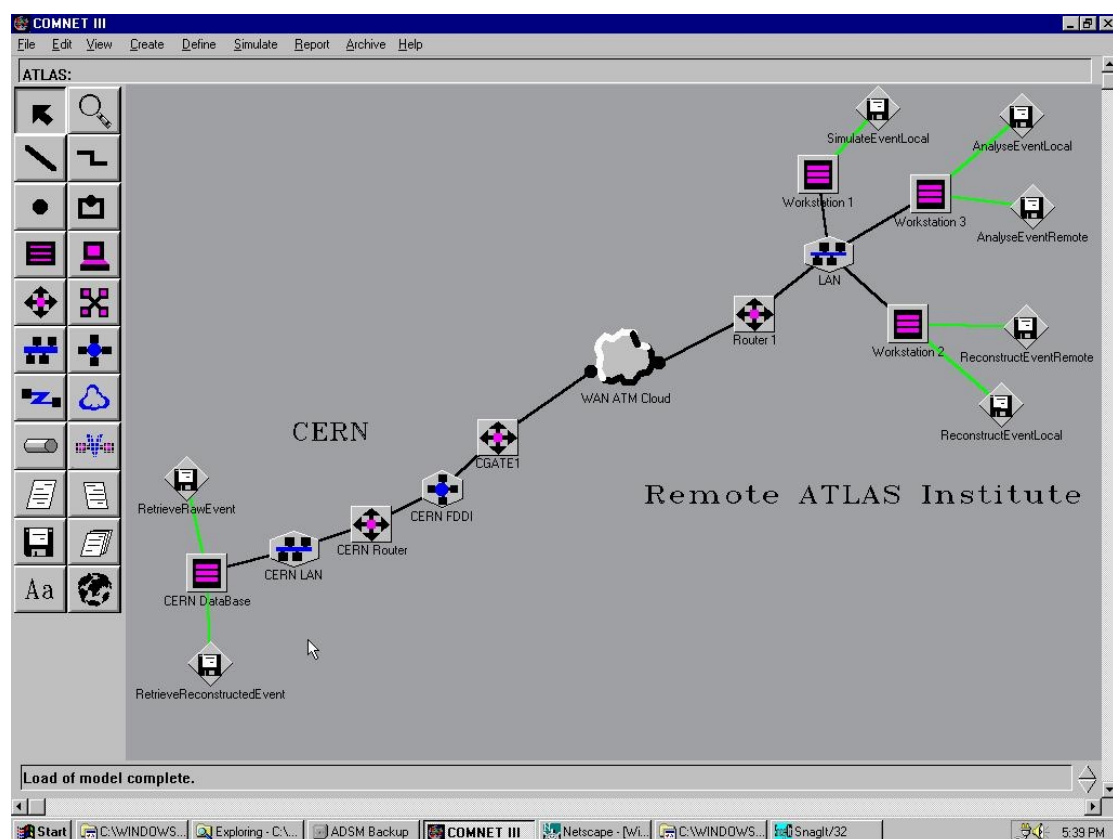 COMNET III
File Edit View Create Define Simulate Report Archive Help
ATLAS:
SimulateEventLocal
AnalyseEventLocal
Workstation 1
Workstation 3
AnalyseEventRemote
LAN
Router 1
Workstation 2
ReconstructEventRemote
WAN ATM Cloud
ReconstructEventLocal
CERN
CGATE1
Remote ATLAS Institute
RetrieveRawEvent
CERN FDDI
CERN Router
CERN LAN
CERN DataBase
Aa
RetrieveReconstructedEvent
Load of model complete.
Start C:\WINDOWS... Exploring - C:\... ADSM Backup COMNET III Netscape - [Wi... C:\WINDOWS... SnagIt/32 5:39 PM